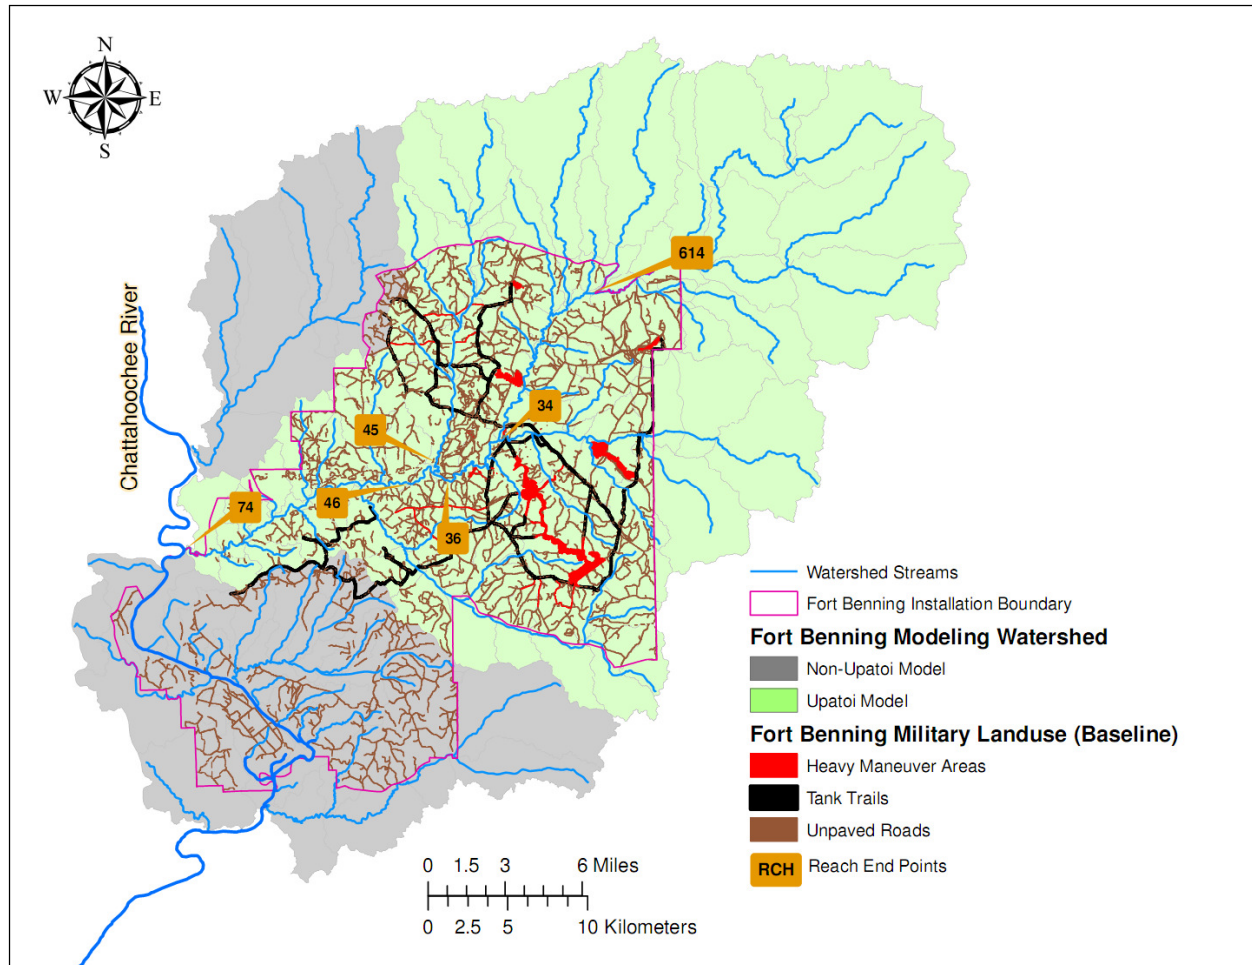 N
W
E
S
Chattahoochee River
614
34
45
46
74
36
Watershed Streams
Fort Benning Installation Boundary
Fort Benning Modeling Watershed
Non-Upatoi Model
Upatoi Model
Fort Benning Military Landuse (Baseline)
Heavy Maneuver Areas
Tank Trails
Unpaved Roads
RCH Reach End Points
0 1.5 3 6 Miles
0 2.5 5 10 Kilometers